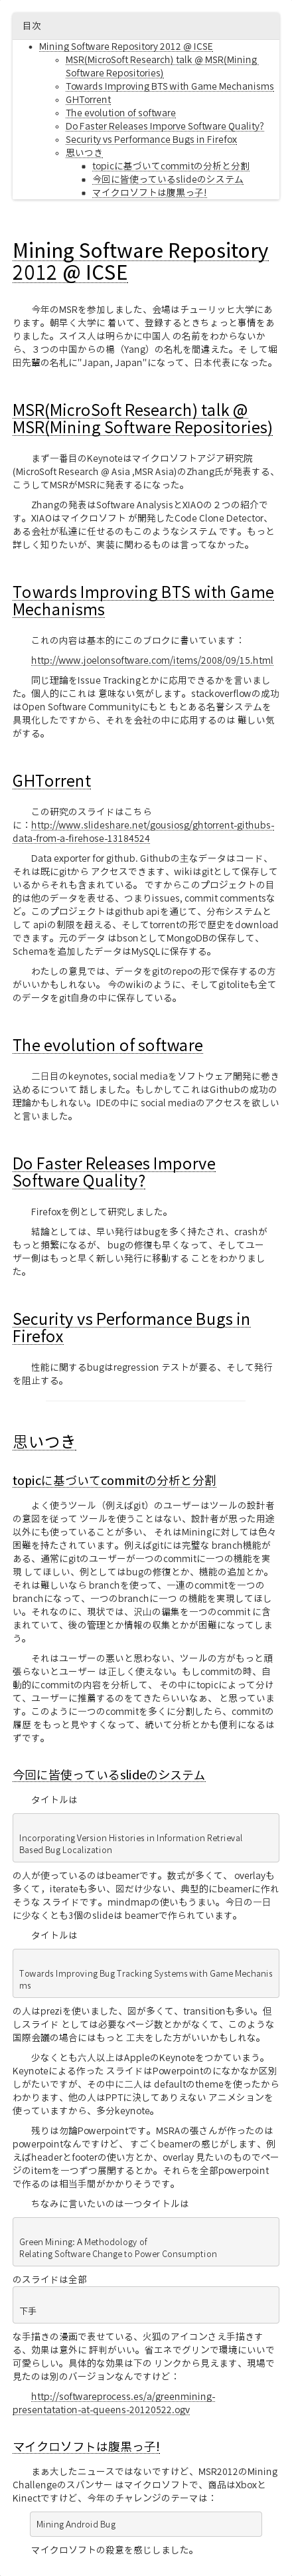 目次
Mining Software Repository 2012 @ ICSE
MSR(MicroSoft Research) talk @ MSR(Mining
Software Repositories)
Towards Improving BTS with Game Mechanisms
GHTorrent
The evolution of software
Do Faster Releases Imporve Software Quality?
Security vs Performance Bugs in Firefox
思いつき
topicに基づいてcommitの分析と分割
今回に皆使っているslideのシステム
マイクロソフトは腹黒っ子!
Mining Software Repository
2012 @ ICSE
今年のMSRを参加しました、会場はチューリッヒ大学にあ
ります。朝早く大学に 着いて、登録するときちょっと事情をあ
りました。スイス人は明らかに中国人 の名前をわからないか
ら、３つの中国からの楊（Yang）の名札を間違えた。そ して堀
田先輩の名札に"Japan, Japan"になって、日本代表になった。
MSR(MicroSoft Research) talk @
MSR(Mining Software Repositories)
まず一番目のKeynoteはマイクロソフトアジア研究院
(MicroSoft Research @ Asia ,MSR Asia)のZhang氏が発表する、
こうしてMSRがMSRに発表するになった。
Zhangの発表はSoftware AnalysisとXIAOの２つの紹介で
す。XIAOはマイクロソフト が開発したCode Clone Detector、
ある会社が私達に任せるのもこのようなシステム です。もっと
詳しく知りたいが、実装に関わるものは言ってなかった。
Towards Improving BTS with Game
Mechanisms
これの内容は基本的にこのブロクに書いています：
http://www.joelonsoftware.com/items/2008/09/15.html
同じ理論をIssue Trackingとかに応用できるかを言いまし
た。個人的にこれは 意味ない気がします。stackoverflowの成功
はOpen Software Communityにもと もとある名誉システムを
具現化したですから、それを会社の中に応用するのは 難しい気
がする。
GHTorrent
この研究のスライドはこちら
に：http://www.slideshare.net/gousiosg/ghtorrent-githubs-
data-from-a-firehose-13184524
Data exporter for github. Githubの主なデータはコード、
それは既にgitから アクセスできます、wikiはgitとして保存して
いるからそれも含まれている。 ですからこのプロジェクトの目
的は他のデータを表せる、つまりissues, commit commentsな
ど。このプロジェクトはgithub apiを通じて、分布システムと
して apiの制限を超える、そしてtorrentの形で歴史をdownload
できます。元のデータ はbsonとしてMongoDBの保存して、
Schemaを追加したデータはMySQLに保存する。
わたしの意見では、データをgitのrepoの形で保存するの方
がいいかもしれない。 今のwikiのように、そしてgitoliteも全て
のデータをgit自身の中に保存している。
The evolution of software
二日目のkeynotes, social mediaをソフトウェア開発に巻き
込めるについて 話しました。もしかしてこれはGithubの成功の
理論かもしれない。IDEの中に social mediaのアクセスを欲しい
と言いました。
Do Faster Releases Imporve
Software Quality?
Firefoxを例として研究しました。
結論としては、早い発行はbugを多く持たされ、crashが
もっと頻繁になるが、 bugの修復も早くなって、そしてユー
ザー側はもっと早く新しい発行に移動する ことをわかりまし
た。
Security vs Performance Bugs in
Firefox
性能に関するbugはregression テストが要る、そして発行
を阻止する。
思いつき
topicに基づいてcommitの分析と分割
よく使うツール（例えばgit）のユーザーはツールの設計者
の意図を従って ツールを使うことはない、設計者が思った用途
以外にも使っていることが多い、 それはMiningに対しては色々
困難を持たされています。例えばgitには完璧な branch機能が
ある、通常にgitのユーザーが一つのcommitに一つの機能を実
現 してほしい、例としてはbugの修復とか、機能の追加とか。
それは難しいなら branchを使って、一連のcommitを一つの
branchになって、一つのbranchに一つ の機能を実現してほし
い。それなのに、現状では、沢山の編集を一つのcommit に含
まれていて、後の管理とか情報の収集とかが困難になってしま
う。
それはユーザーの悪いと思わない、ツールの方がもっと頑
張らないとユーザー は正しく使えない。もしcommitの時、自
動的にcommitの内容を分析して、 その中にtopicによって分け
て、ユーザーに推薦するのをてきたらいいなぁ、 と思っていま
す。このように一つのcommitを多くに分割したら、commitの
履歴 をもっと見やすくなって、続いて分析とかも便利になるは
ずです。
今回に皆使っているslideのシステム
タイトルは
Incorporating Version Histories in Information Retrieval
Based Bug Localization
の人が使っているのはbeamerです。数式が多くて、 overlayも
多くて，iterateも多い、図だけ少ない、典型的にbeamerに作れ
そうな スライドです。mindmapの使いもうまい。今日の一日
に少なくとも3個のslideは beamerで作られています。
タイトルは
Towards Improving Bug Tracking Systems with Game Mechanis
ms
の人はpreziを使いました、図が多くて、transitionも多い。但
しスライド としては必要なページ数とかがなくて、このような
国際会議の場合にはもっと 工夫をした方がいいかもしれな。
少なくとも六人以上はAppleのKeynoteをつかていまう。
Keynoteによる作った スライドはPowerpointのになかなか区別
しがたいですが、その中に二人は defaultのthemeを使ったから
わかります、他の人はPPTに決してありえない アニメションを
使っていますから、多分keynote。
残りは勿論Powerpointです。MSRAの張さんが作ったのは
powerpointなんですけど、 すごくbeamerの感じがします、例
えばheaderとfooterの使い方とか、overlay 見たいのものでペー
ジのitemを一つずつ展開するとか。それらを全部powerpoint
で作るのは相当手間がかかりそうです。
ちなみに言いたいのは一つタイトルは
Green Mining: A Methodology of
Relating Software Change to Power Consumption
のスライドは全部
下手
な手描きの漫画で表せている、火狐のアイコンさえ手描きす
る、効果は意外に 評判がいい。省エネでグリンで環境にいいで
可愛らしい。具体的な効果は下の リンクから見えます、現場で
見たのは別のバージョンなんですけど：
http://softwareprocess.es/a/greenmining-
presentatation-at-queens-20120522.ogv
マイクロソフトは腹黒っ子!
まぁ大したニュースではないですけど、MSR2012のMining
Challengeのスバンサー はマイクロソフトで、商品はXboxと
Kinectですけど、今年のチャレンジのテーマは：
Mining Android Bug
マイクロソフトの殺意を感じしました。